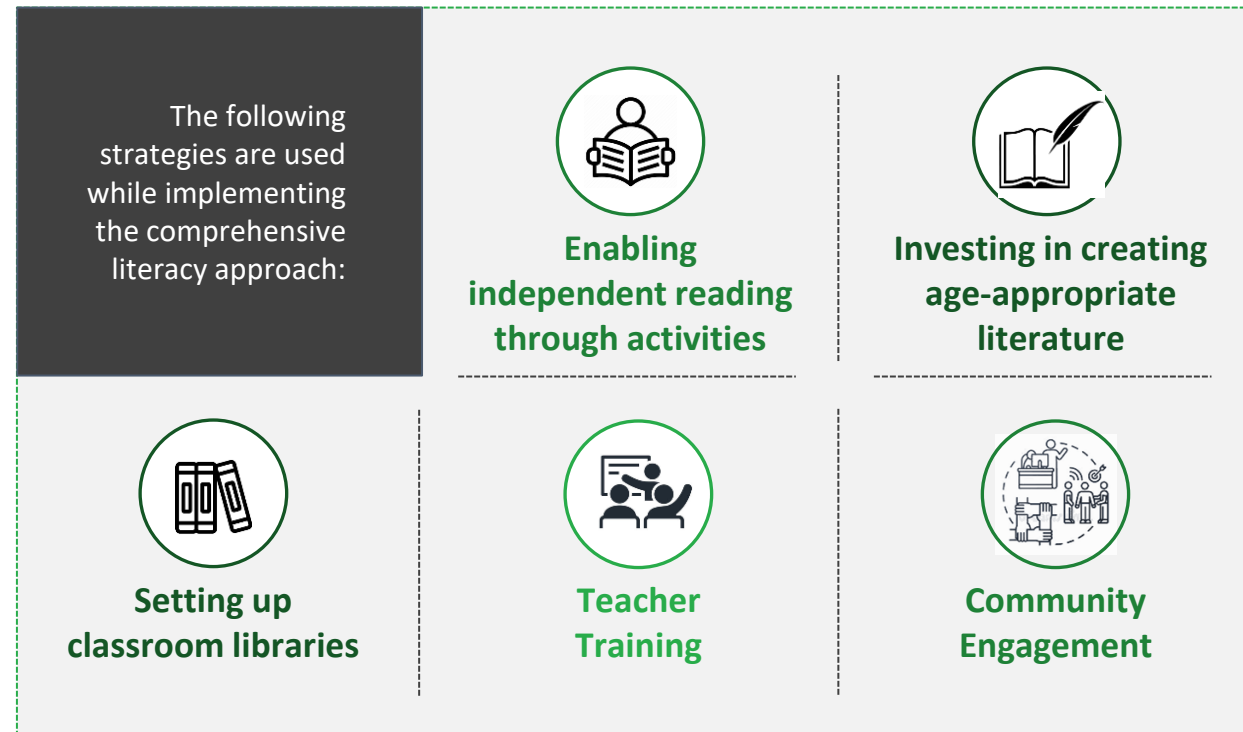 The following
strategies are used
while implementing
the comprehensive
literacy approach:
Enabling
independent reading
through activities
Investing in creating
age-appropriate
literature
Setting up
classroom libraries
Teacher
Training
Community
Engagement